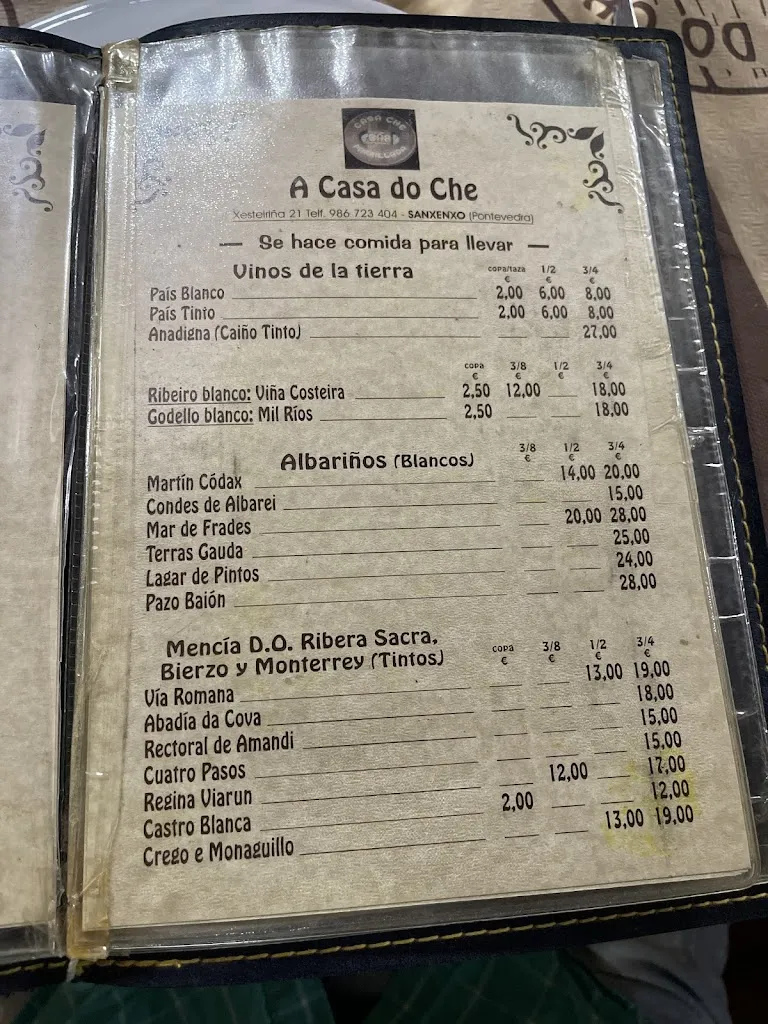 CASA CHE
A Casa do Che
Xesteiriña 21 Telf. 986 723 404 - SANXENXO (Pontevedra)
— Se hace comida para llevar —
Vinos de la tierra copa/taza € 1/2 € 3/4 €
País Blanco 2,00 6,00 8,00
País Tinto 2,00 6,00 8,00
Anadigna (Caiño Tinto) 27,00
copa € 3/8 € 1/2 € 3/4 €
Ribeiro blanco: Viña Costeira 2,50 12,00 18,00
Godello blanco: Mil Ríos 2,50 18,00
Albariños (Blancos) 3/8 € 1/2 € 3/4 €
Martín Códax 14,00 20,00
Condes de Albarei 15,00
Mar de Frades 20,00 28,00
Terras Gauda 25,00
Lagar de Pintos 24,00
Pazo Baión 28,00
Mencía D.O. Ribera Sacra,
Bierzo y Monterrey (Tintos) copa € 3/8 € 1/2 € 3/4 €
Vía Romana 13,00 19,00
Abadía da Cova 18,00
Rectoral de Amandi 15,00
Cuatro Pasos 15,00
Regina Viarun 12,00 17,00
Castro Blanca 2,00 12,00
Crego e Monaguillo 13,00 19,00